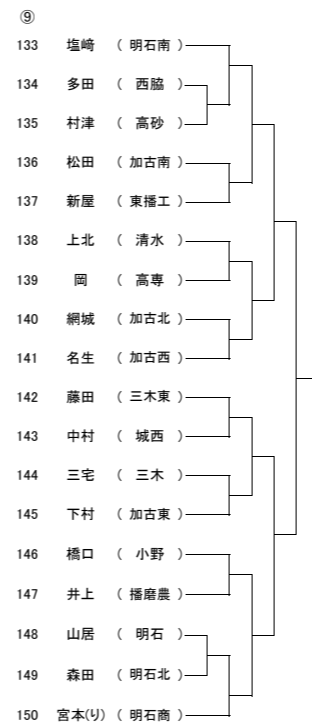 ⑨
133 塩﨑 ( 明石南 )
134 多田 ( 西脇 )
135 村津 ( 高砂 )
136 松田 ( 加古南 )
137 新屋 ( 東播工 )
138 上北 ( 清水 )
139 岡 ( 高専 )
140 網城 ( 加古北 )
141 名生 ( 加古西 )
142 藤田 ( 三木東 )
143 中村 ( 城西 )
144 三宅 ( 三木 )
145 下村 ( 加古東 )
146 橋口 ( 小野 )
147 井上 ( 播磨農 )
148 山居 ( 明石 )
149 森田 ( 明石北 )
150 宮本(り) ( 明石商 )